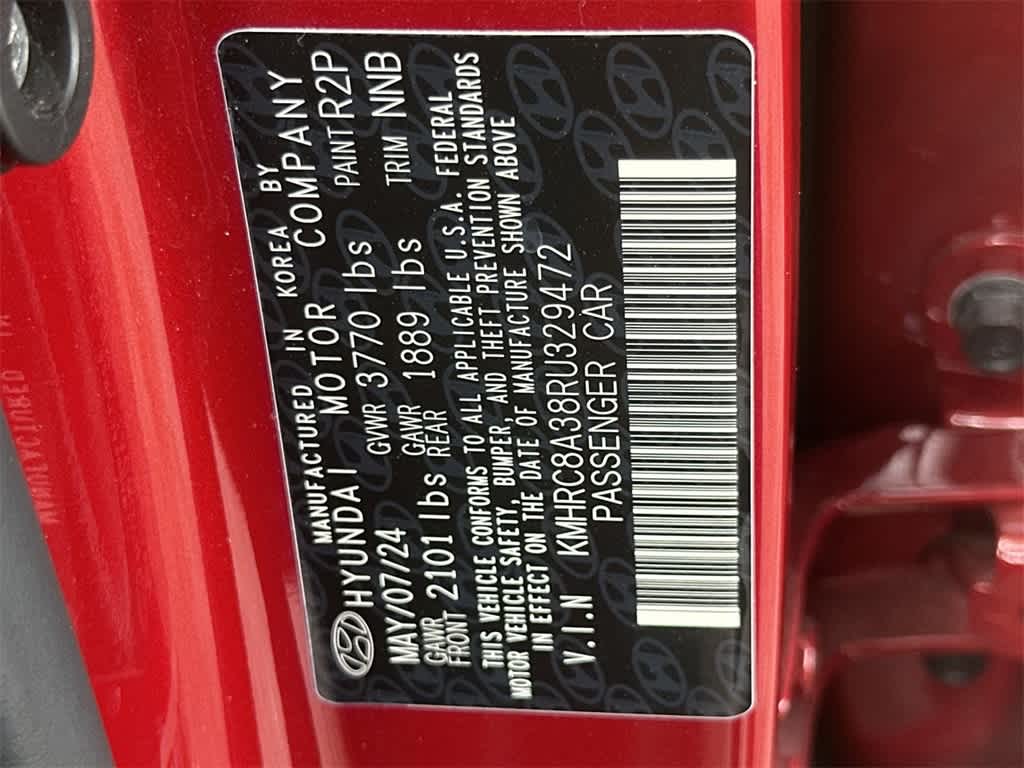 MANUFACTURED IN KOREA BY
HYUNDAI MOTOR COMPANY
MAY/07/24 GVWR 3770 lbs PAINT R2P
GAWR FRONT 2101 lbs GAWR REAR 1889 lbs TRIM NNB
THIS VEHICLE CONFORMS TO ALL APPLICABLE U.S.A. FEDERAL
MOTOR VEHICLE SAFETY, BUMPER, AND THEFT PREVENTION STANDARDS
IN EFFECT ON THE DATE OF MANUFACTURE SHOWN ABOVE
V.I.N KMHRC8A38RU329472
PASSENGER CAR